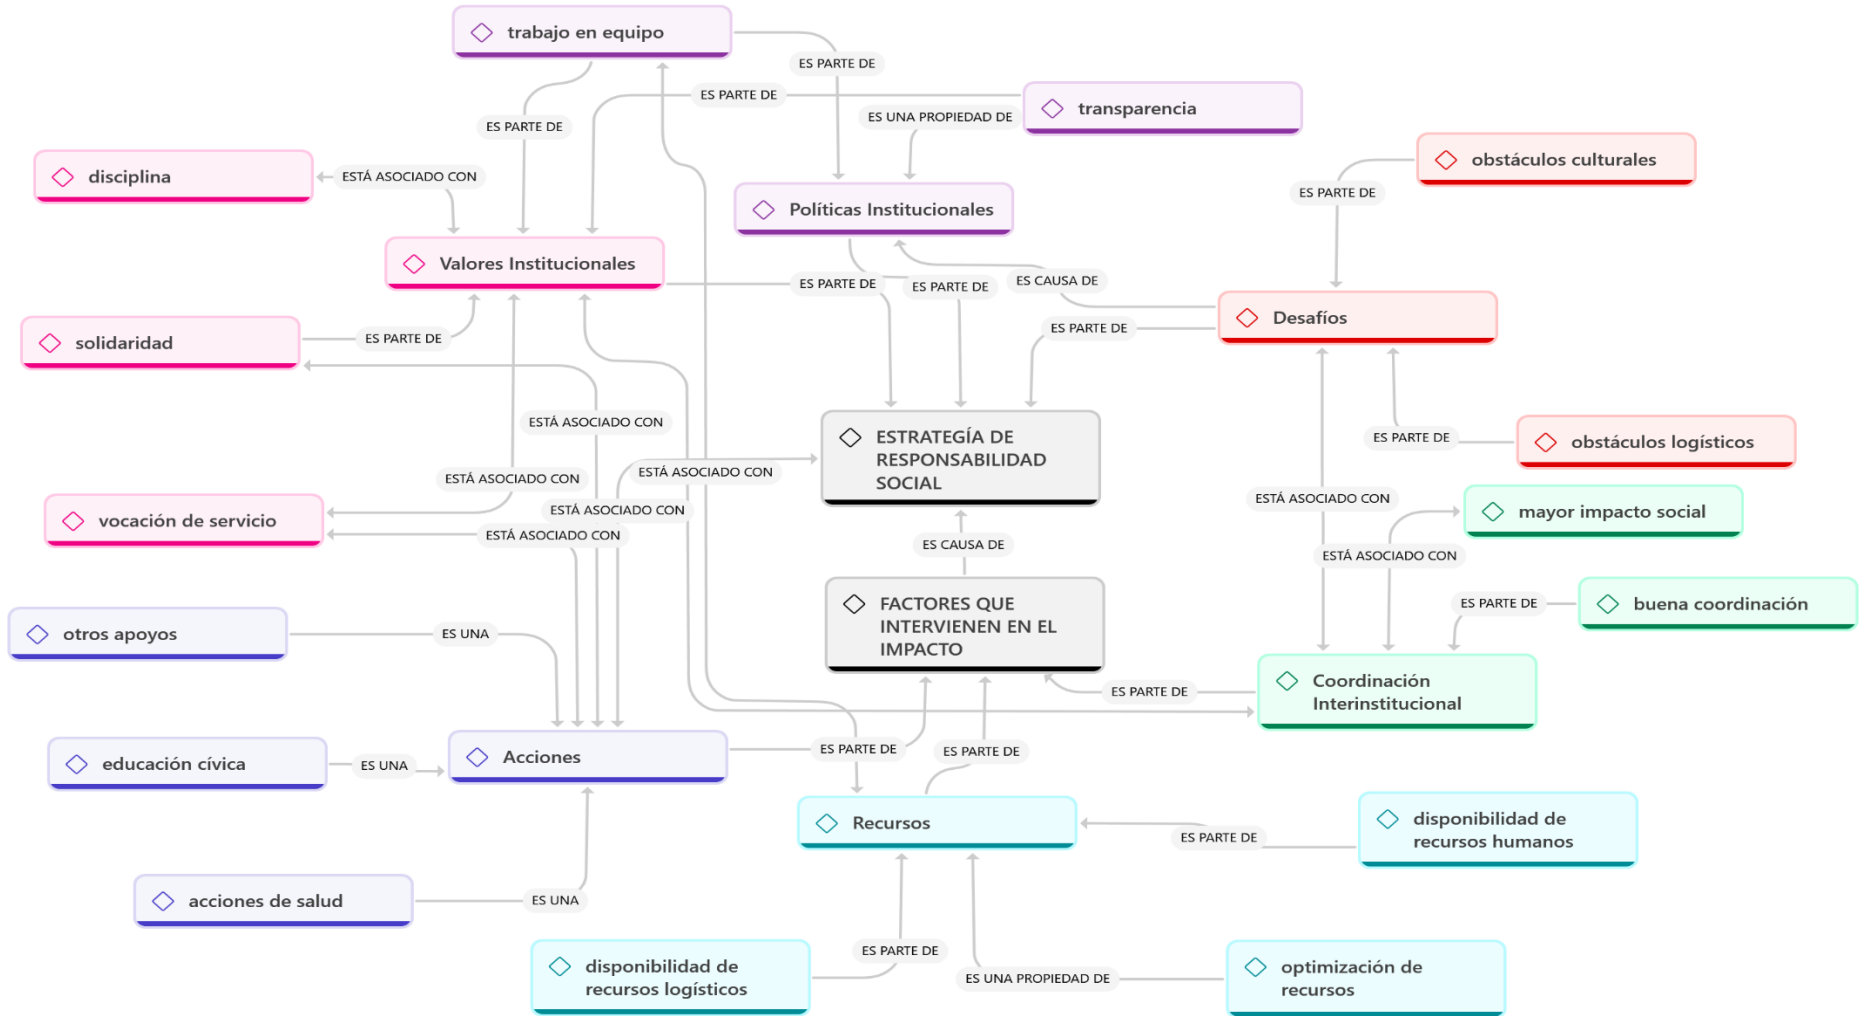 trabajo en equipo
ES PARTE DE
ES PARTE DE
transparencia
ES UNA PROPIEDAD DE
ES PARTE DE
obstáculos culturales
disciplina
ESTÁ ASOCIADO CON
ES PARTE DE
Políticas Institucionales
Valores Institucionales
ES PARTE DE
ES PARTE DE
ES CAUSA DE
Desafíos
solidaridad
ES PARTE DE
ES PARTE DE
ESTÁ ASOCIADO CON
ESTRATEGÍA DE
RESPONSABILIDAD
SOCIAL
ES PARTE DE
obstáculos logísticos
ESTÁ ASOCIADO CON
ESTÁ ASOCIADO CON
ESTÁ ASOCIADO CON
ESTÁ ASOCIADO CON
mayor impacto social
vocación de servicio
ESTÁ ASOCIADO CON
ES CAUSA DE
ESTÁ ASOCIADO CON
FACTORES QUE
INTERVIENEN EN EL
IMPACTO
ES PARTE DE
buena coordinación
otros apoyos
ES UNA
Coordinación
Interinstitucional
ES PARTE DE
educación cívica
ES UNA
Acciones
ES PARTE DE
ES PARTE DE
Recursos
disponibilidad de
recursos humanos
ES PARTE DE
acciones de salud
ES UNA
ES PARTE DE
disponibilidad de
recursos logísticos
ES UNA PROPIEDAD DE
optimización de
recursos